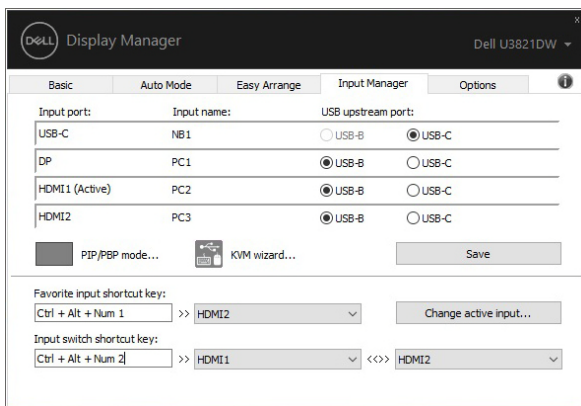 DELL Display Manager
x
Dell U3821DW
Basic Auto Mode Easy Arrange Input Manager Options
Input port: Input name: USB upstream port:
USB-C NB1 USB-B USB-C
DP PC1 USB-B USB-C
HDMI1 (Active) PC2 USB-B USB-C
HDMI2 PC3 USB-B USB-C
PIP/PBP mode... KVM wizard... Save
Favorite input shortcut key:
Ctrl + Alt + Num 1 >> HDMI2 Change active input...
Input switch shortcut key:
Ctrl + Alt + Num 2 >> HDMI1 <<>> HDMI2